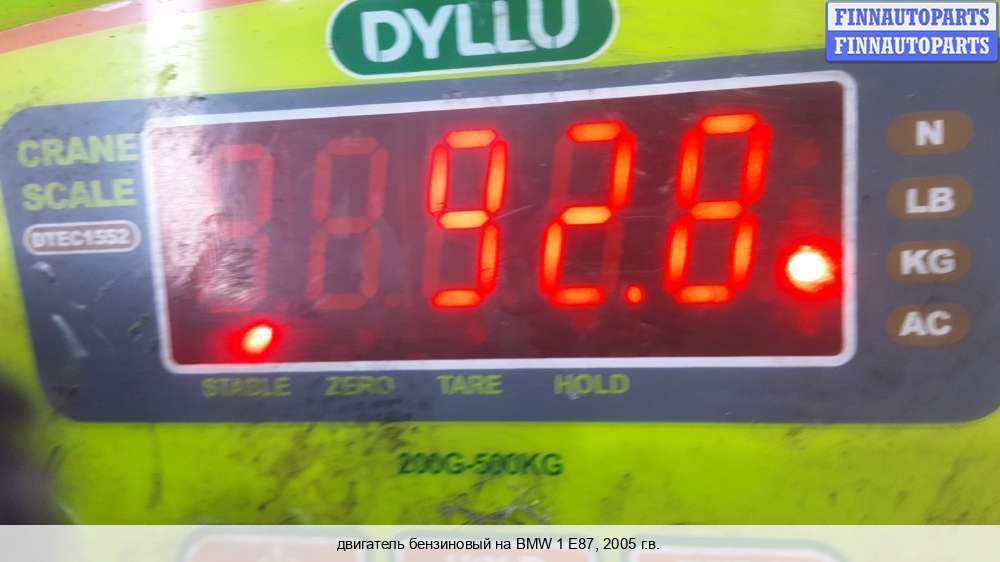 DYLLU
FINNAUTOPARTS
FINNAUTOPARTS
CRANE
SCALE
DTEC1552
92.8
N
LB
KG
AC
STABLE ZERO TARE HOLD
200G-500KG
двигатель бензиновый на BMW 1 E87, 2005 г.в.